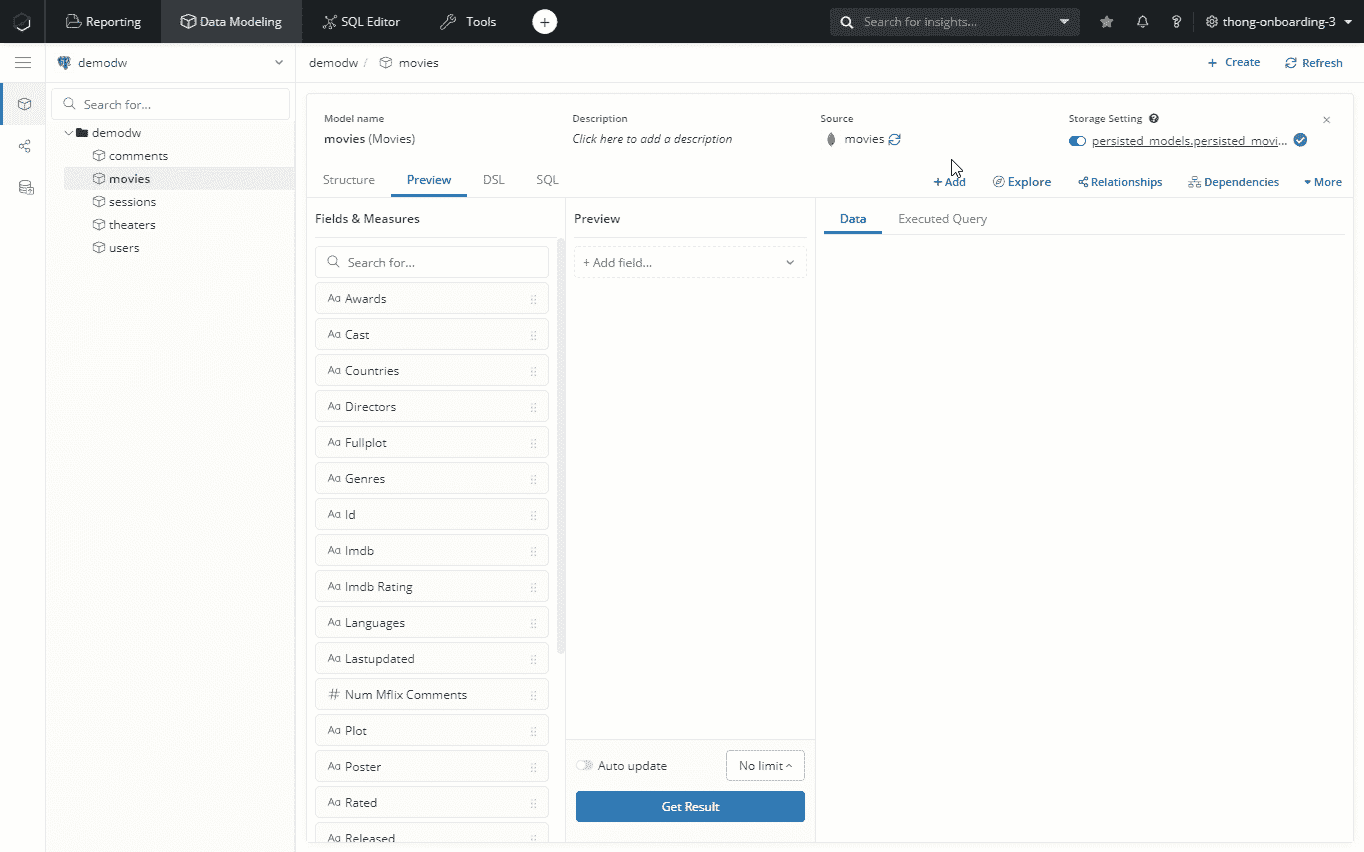 Reporting
Data Modeling
SQL Editor
Tools
+
Search for insights...
?
thong-onboarding-3
demodw
demodw / movies
+ Create
Refresh
Search for...
demodw
comments
movies
sessions
theaters
users
Model name
movies (Movies)
Description
Click here to add a description
Source
movies
Storage Setting ?
persisted_models.persisted_movi...
×
Structure
Preview
DSL
SQL
+ Add
Explore
Relationships
Dependencies
More
Fields & Measures
Search for...
Aa Awards
Aa Cast
Aa Countries
Aa Directors
Aa Fullplot
Aa Genres
Aa Id
Aa Imdb
Aa Imdb Rating
Aa Languages
Aa Lastupdated
# Num Mflix Comments
Aa Plot
Aa Poster
Aa Rated
Aa Released
Preview
+ Add field...
Auto update
No limit
Get Result
Data
Executed Query